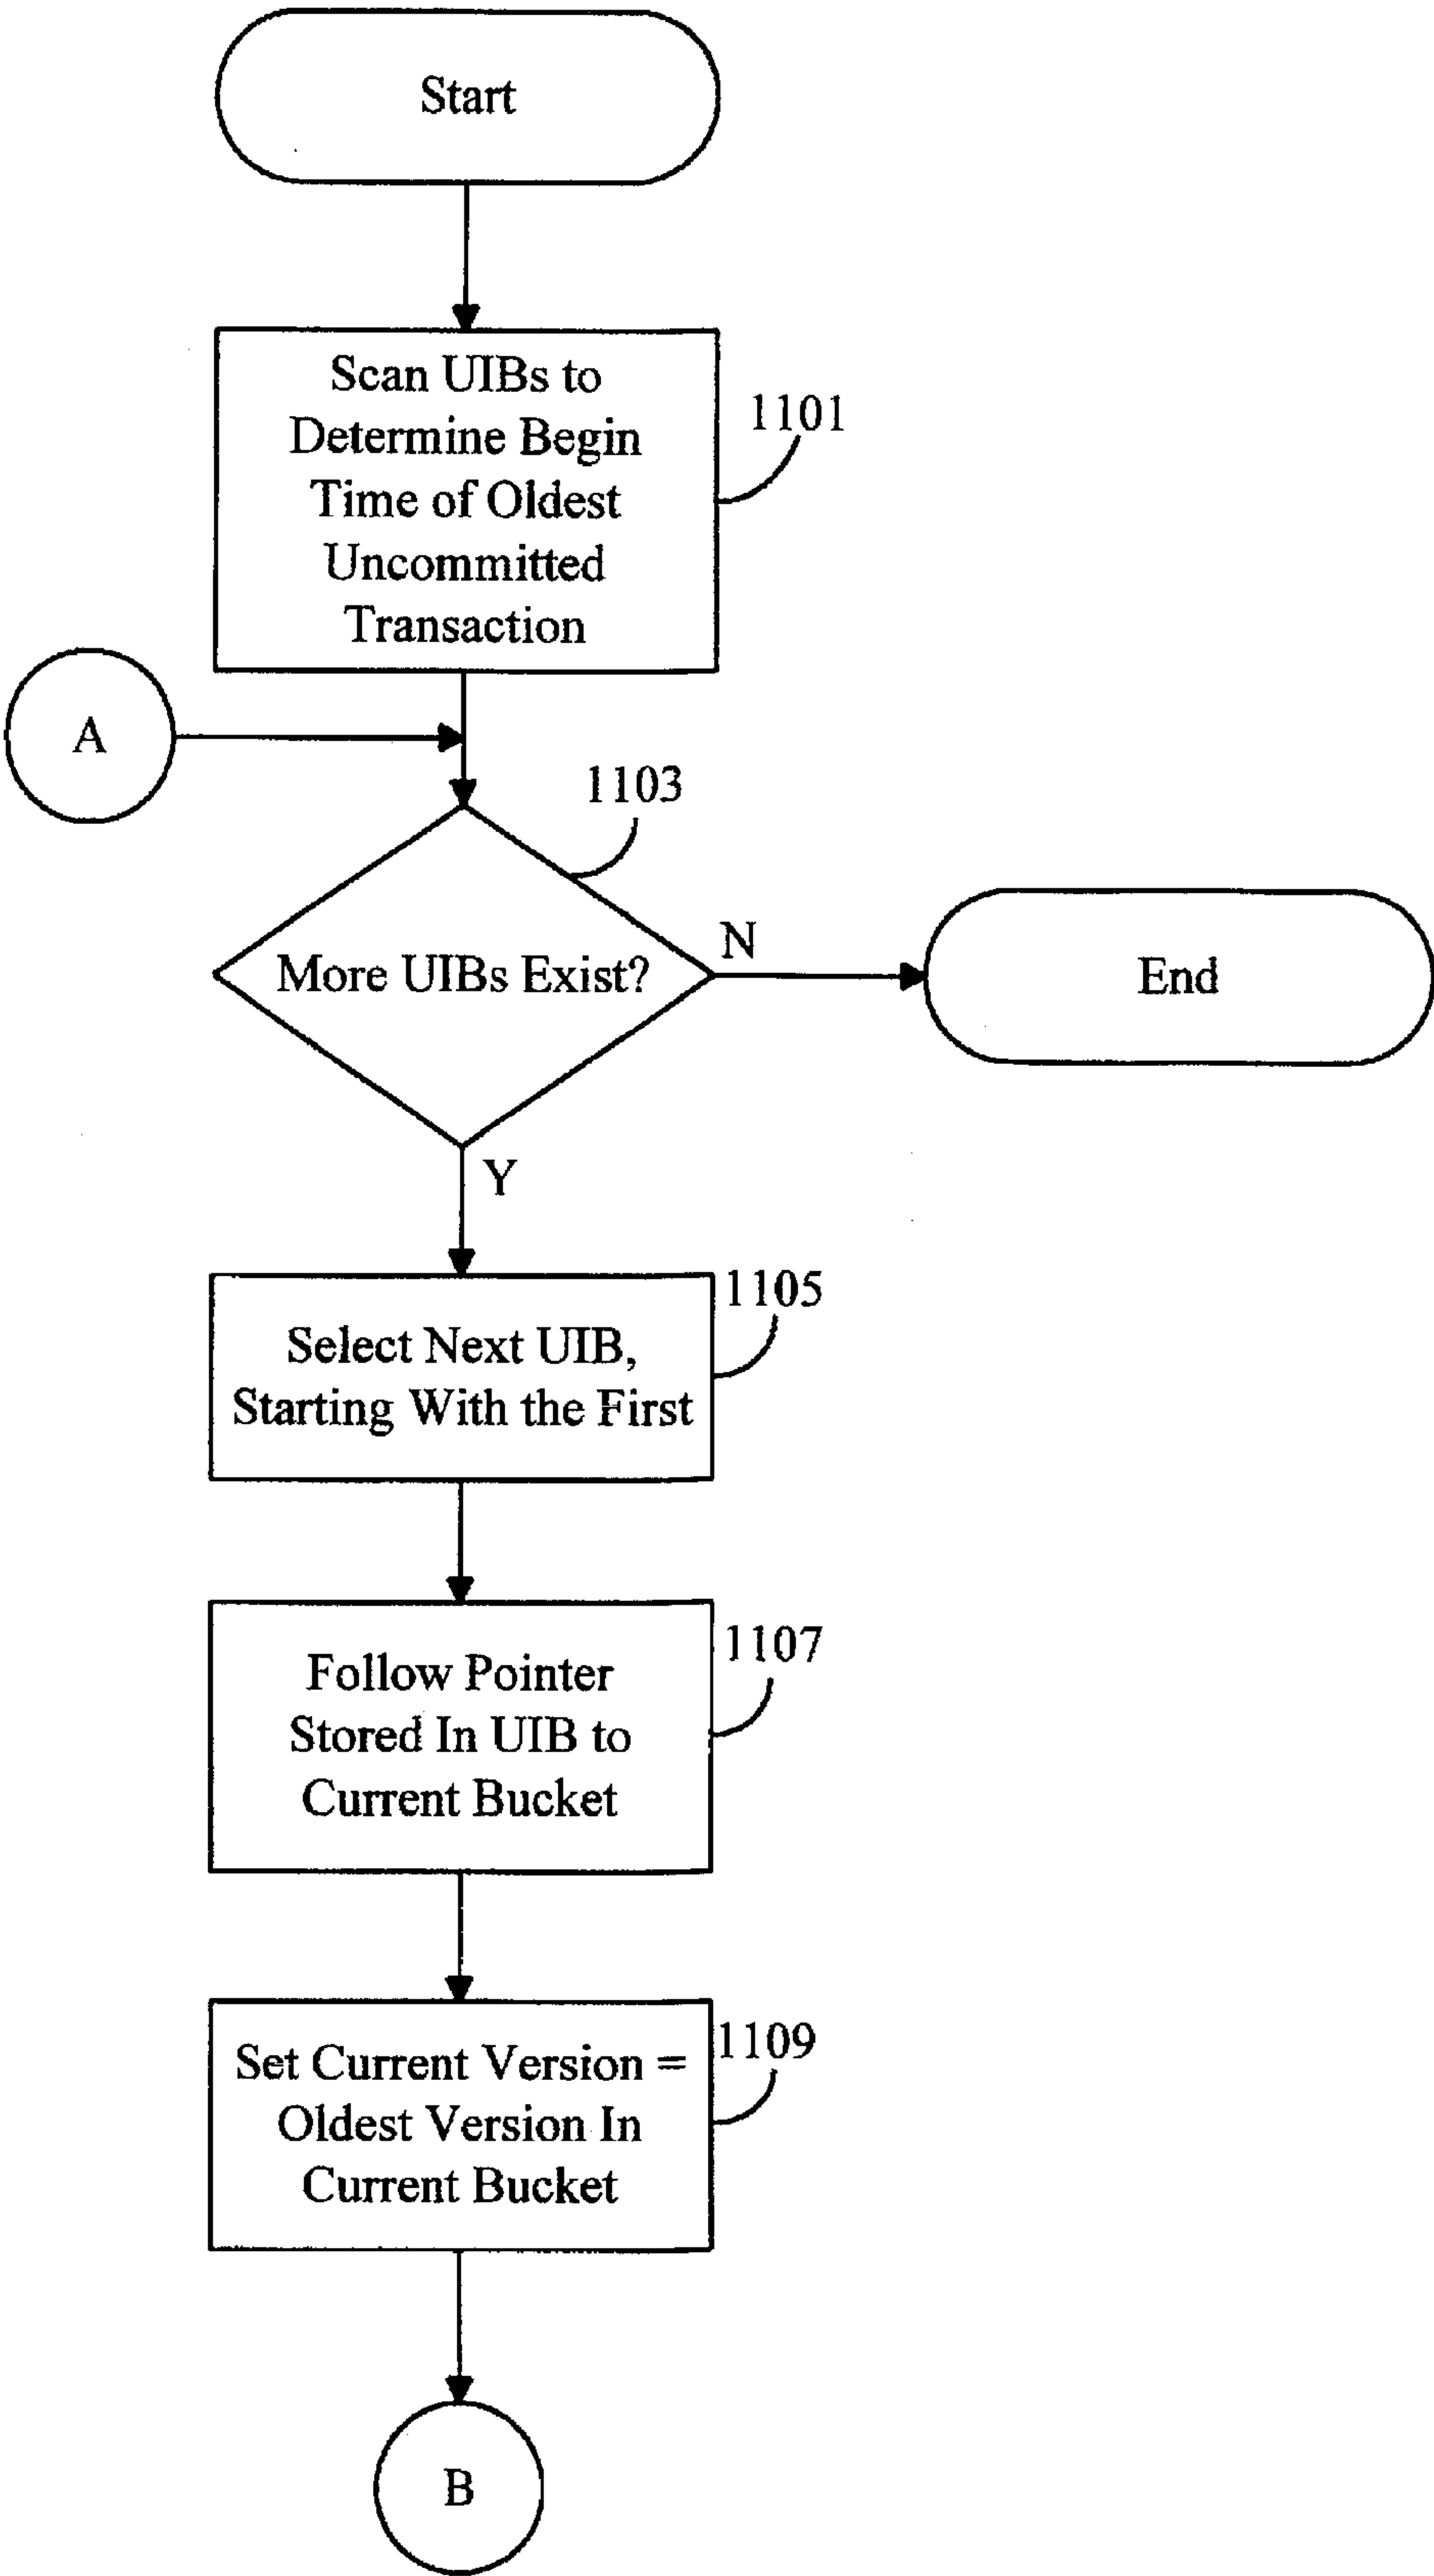 Start
Scan UIBs to
Determine Begin
Time of Oldest
Uncommitted
Transaction
1101
A
1103
More UIBs Exist?
N
End
Y
1105
Select Next UIB,
Starting With the First
1107
Follow Pointer
Stored In UIB to
Current Bucket
1109
Set Current Version =
Oldest Version In
Current Bucket
B